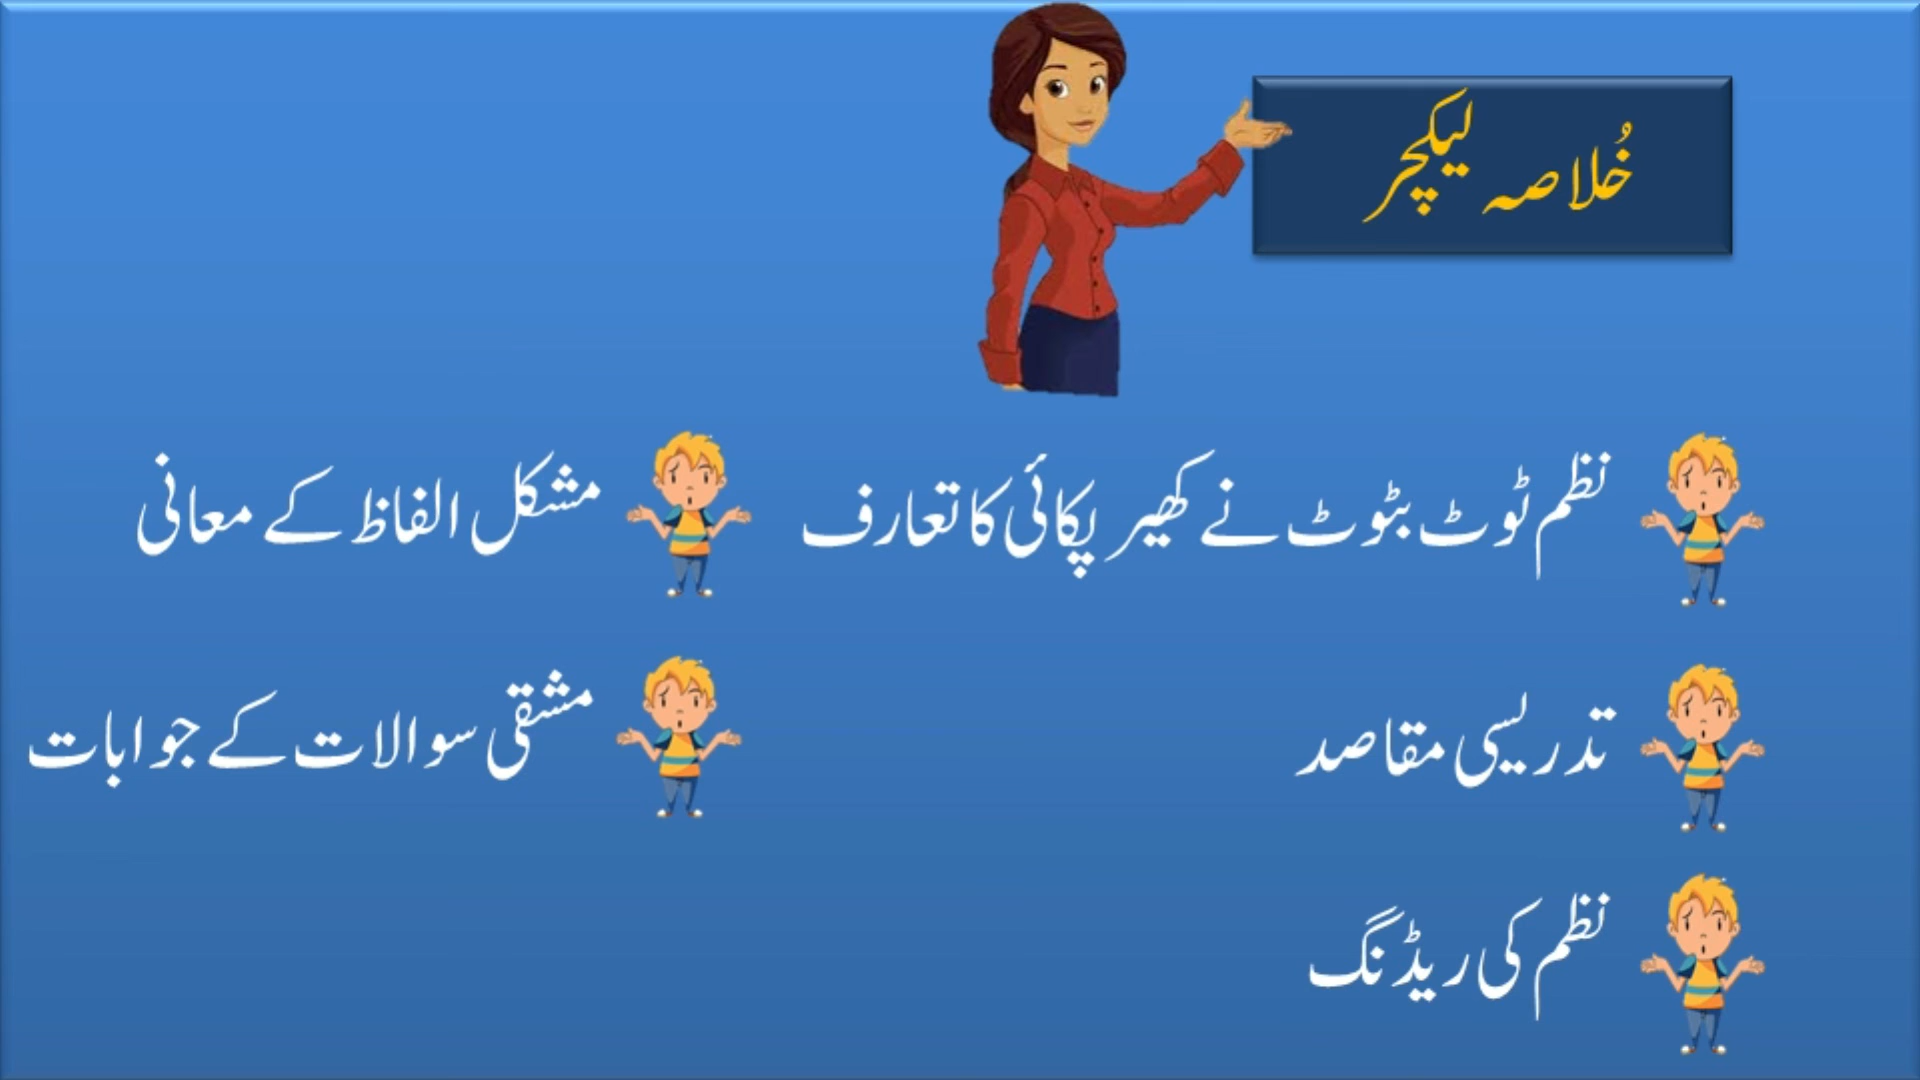 خُلاصہ لیکچر
نظم ٹوٹ بٹوٹ نے کھیر پکائی کا تعارف
تدریسی مقاصد
نظم کی ریڈنگ
مشکل الفاظ کے معانی
مشقی سوالات کے جوابات